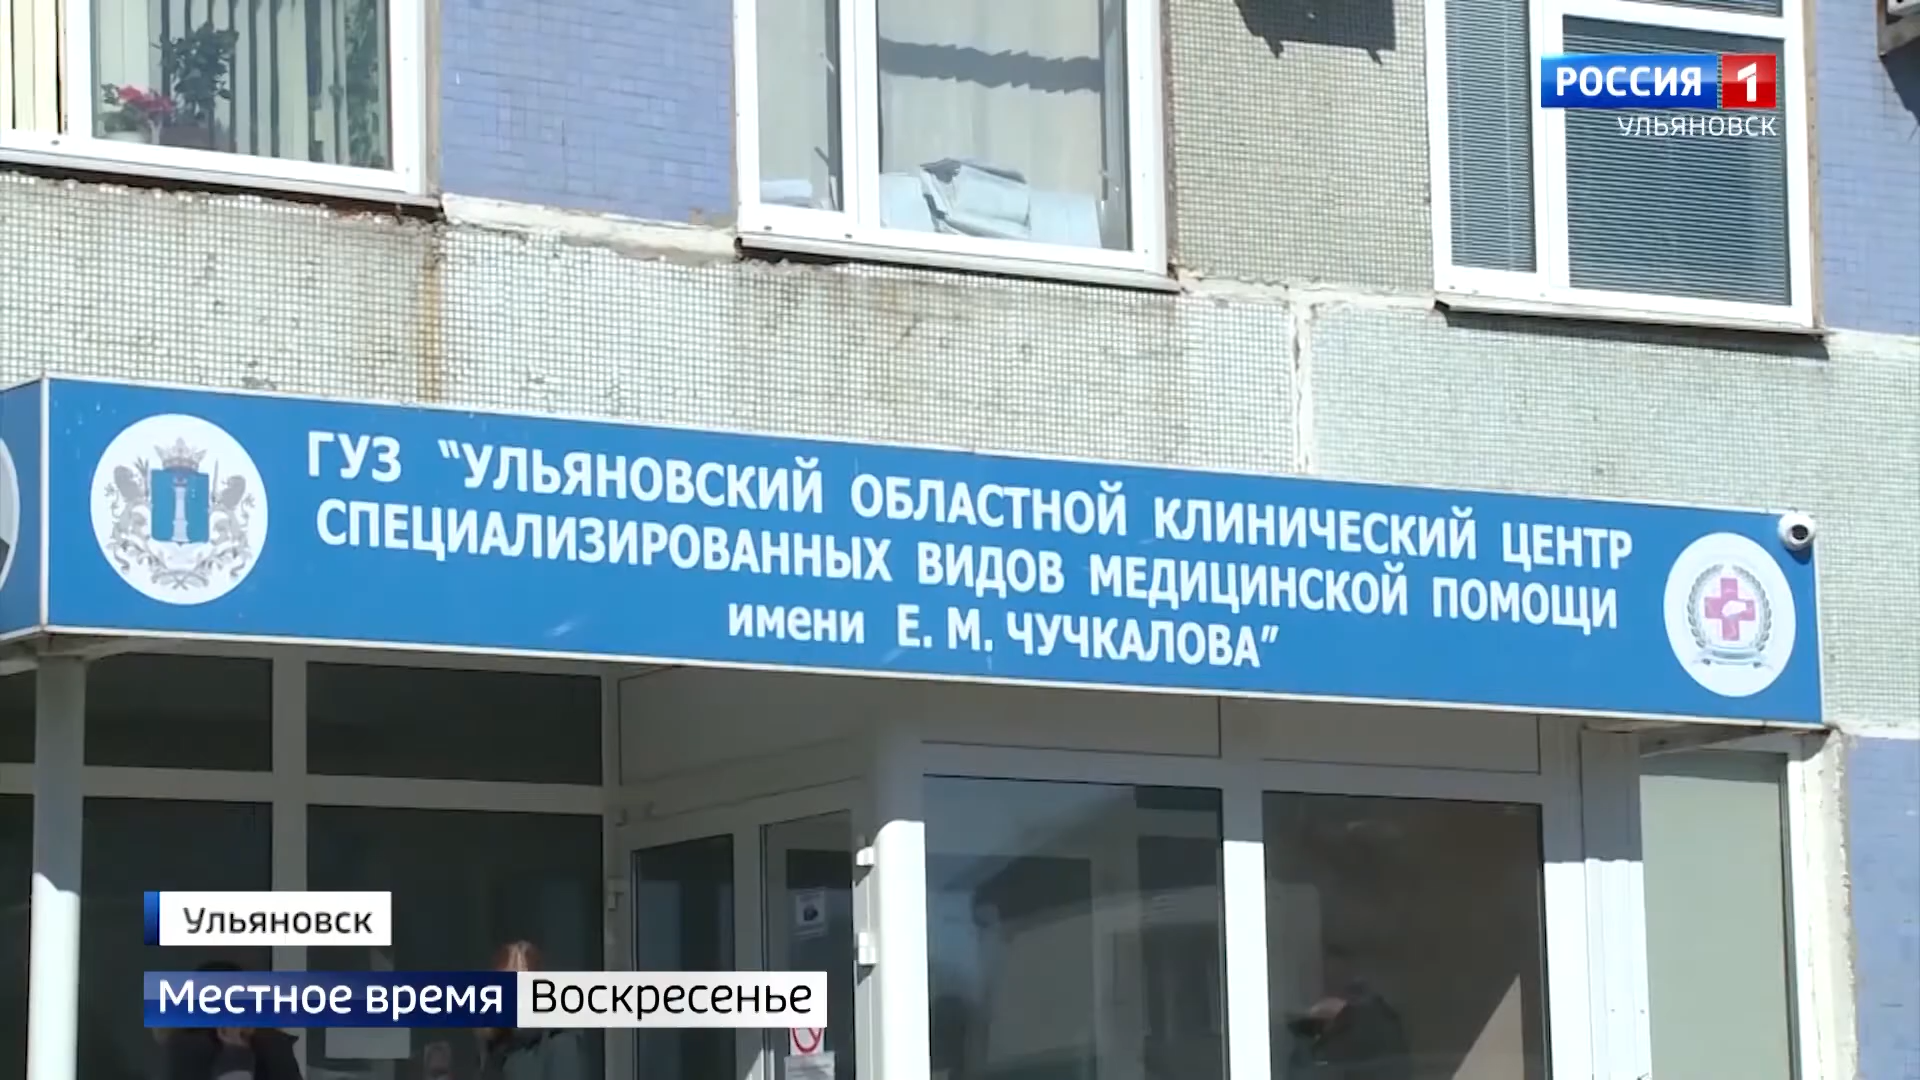 РОССИЯ 1
УЛЬЯНОВСК
ГУЗ "УЛЬЯНОВСКИЙ ОБЛАСТНОЙ КЛИНИЧЕСКИЙ ЦЕНТР
СПЕЦИАЛИЗИРОВАННЫХ ВИДОВ МЕДИЦИНСКОЙ ПОМОЩИ
имени Е. М. ЧУЧКАЛОВА"
Ульяновск
Местное время Воскресенье